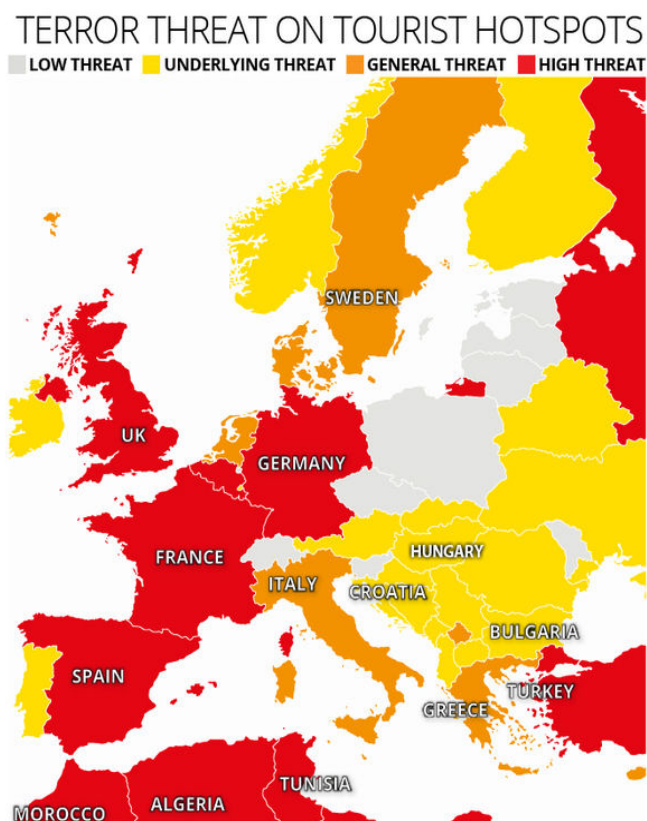 TERROR THREAT ON TOURIST HOTSPOTS
LOW THREAT UNDERLYING THREAT GENERAL THREAT HIGH THREAT
SWEDEN
UK
GERMANY
FRANCE
HUNGARY
ITALY
CROATIA
BULGARIA
SPAIN
TURKEY
GREECE
TUNISIA
ALGERIA
MOROCCO